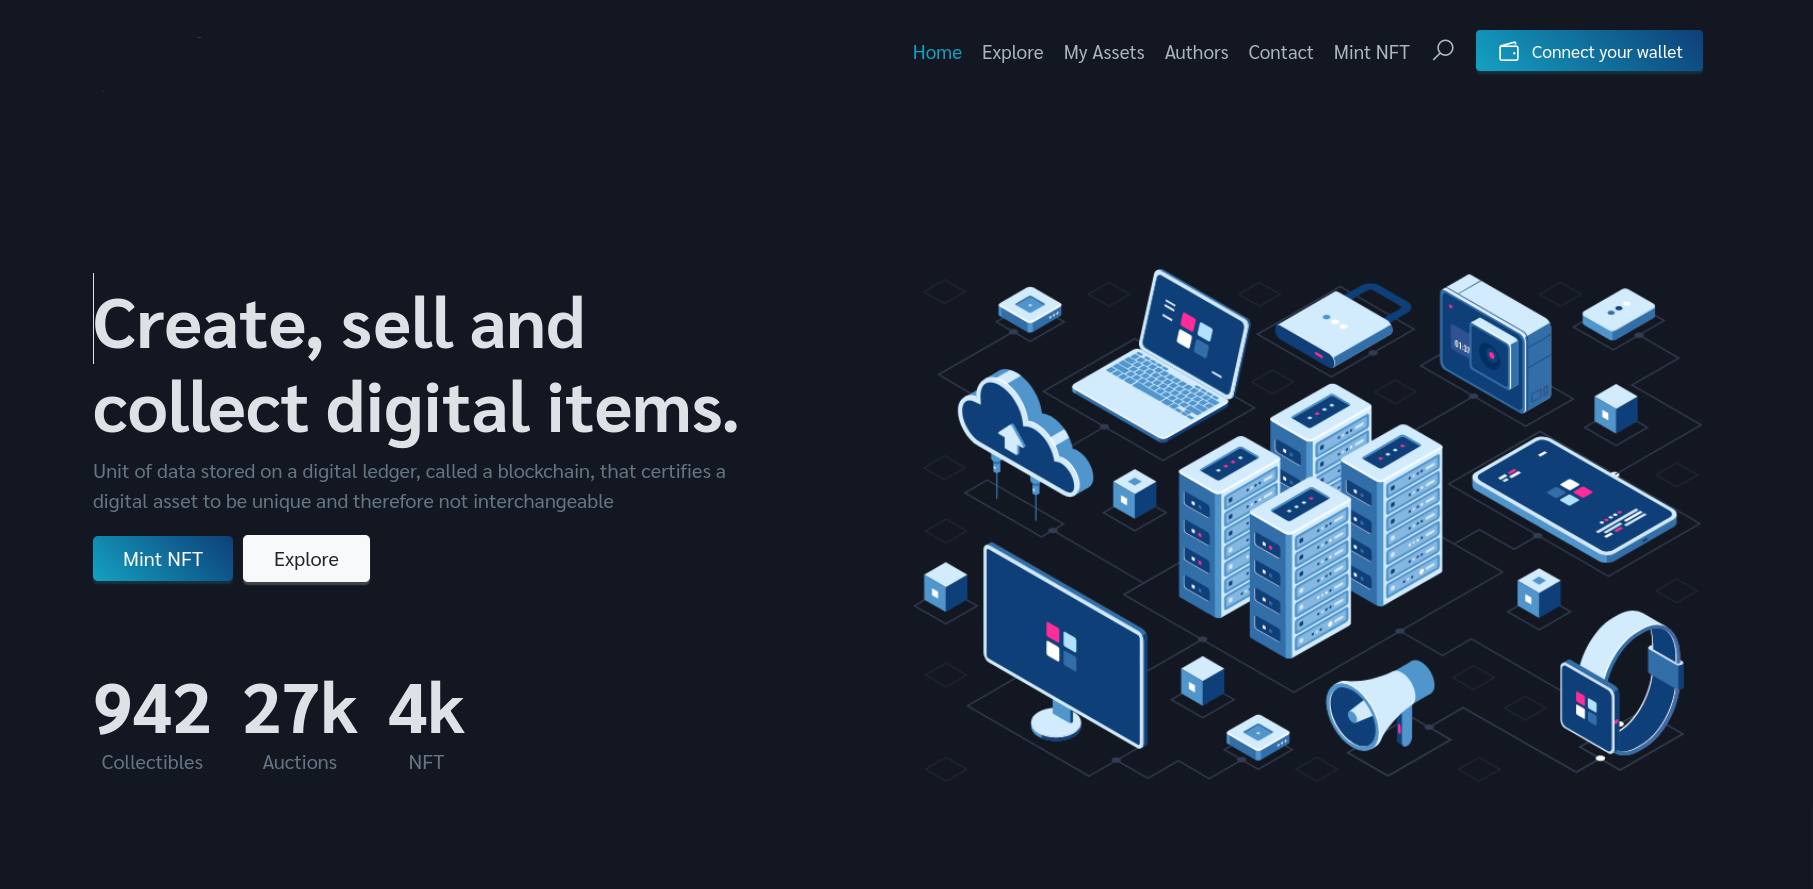 Home Explore My Assets Authors Contact Mint NFT Connect your wallet
Create, sell and
collect digital items.
Unit of data stored on a digital ledger, called a blockchain, that certifies a
digital asset to be unique and therefore not interchangeable
Mint NFT Explore
942 27k 4k
Collectibles Auctions NFT
01:37